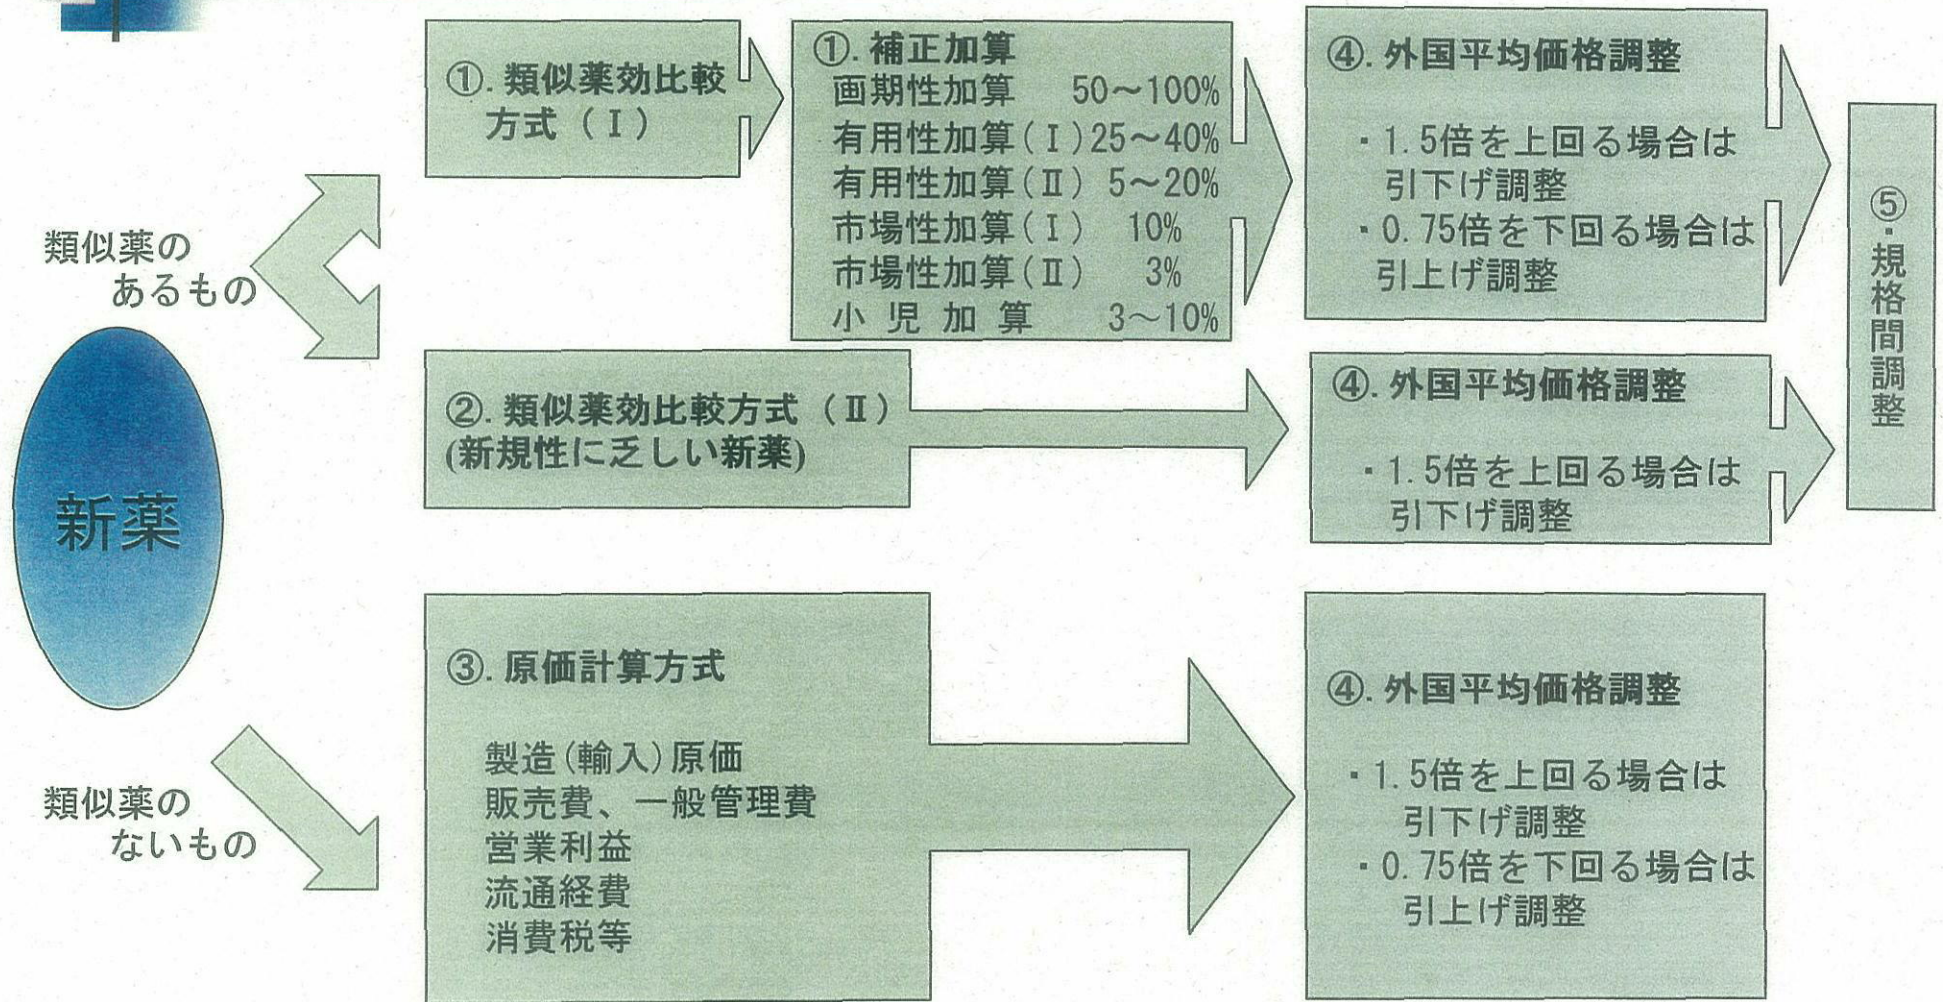 新薬
類似薬の
あるもの
①. 類似薬効比較
方式（Ⅰ）
①. 補正加算
画期性加算 50～100%
有用性加算(Ⅰ)25～40%
有用性加算(Ⅱ) 5～20%
市場性加算(Ⅰ) 10%
市場性加算(Ⅱ) 3%
小 児 加 算 3～10%
④. 外国平均価格調整
・1.5倍を上回る場合は
引下げ調整
・0.75倍を下回る場合は
引上げ調整
②. 類似薬効比較方式（Ⅱ）
(新規性に乏しい新薬)
④. 外国平均価格調整
・1.5倍を上回る場合は
引下げ調整
⑤.規格間調整
類似薬の
ないもの
③. 原価計算方式
製造(輸入)原価
販売費、一般管理費
営業利益
流通経費
消費税等
④. 外国平均価格調整
・1.5倍を上回る場合は
引下げ調整
・0.75倍を下回る場合は
引上げ調整